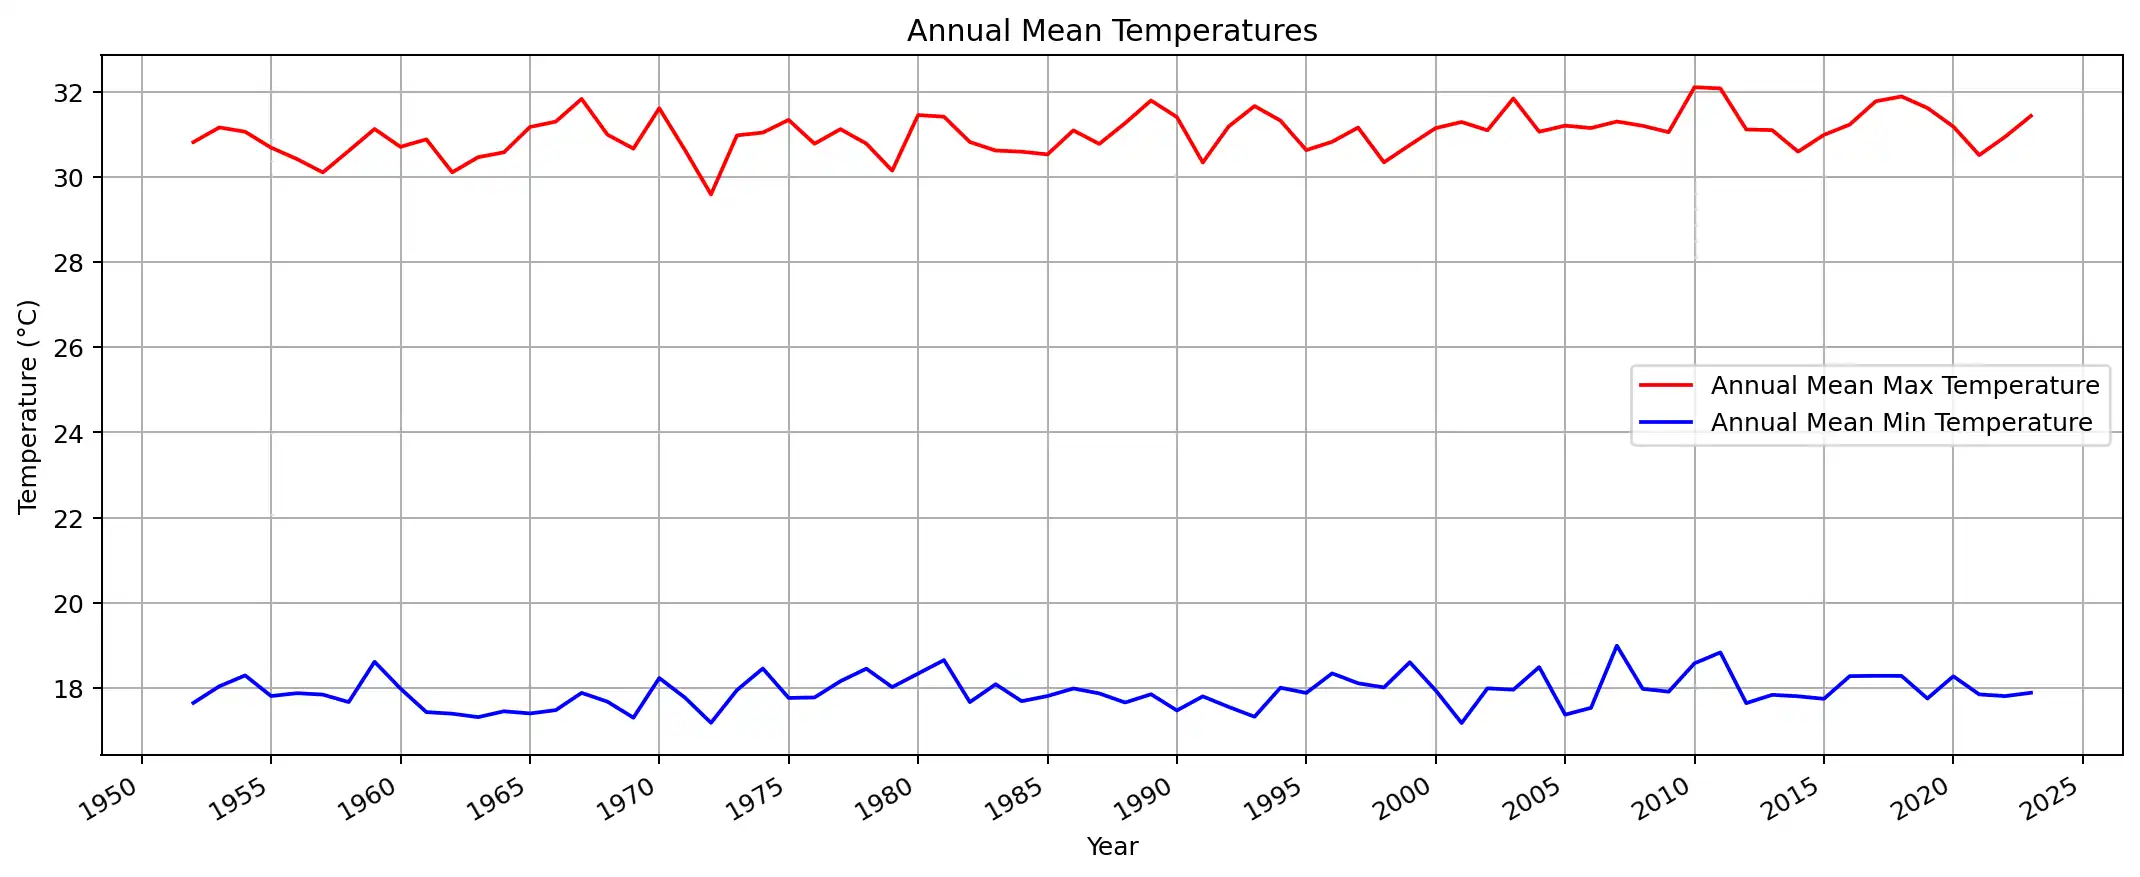 Annual Mean Temperatures
32
30
28
26
24
22
20
18
Temperature (°C)
Annual Mean Max Temperature
Annual Mean Min Temperature
1950 1955 1960 1965 1970 1975 1980 1985 1990 1995 2000 2005 2010 2015 2020 2025
Year